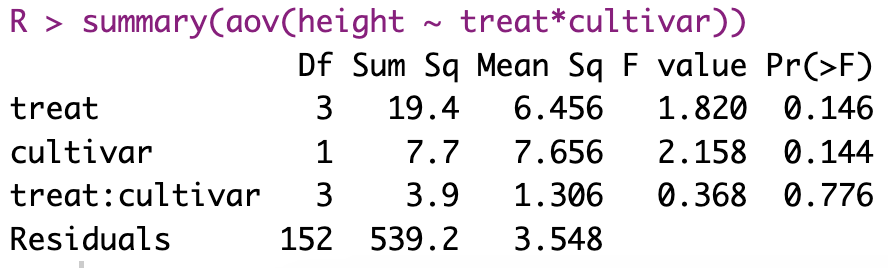 R > summary(aov(height ~ treat*cultivar))
Df Sum Sq Mean Sq F value Pr(>F)
treat 3 19.4 6.456 1.820 0.146
cultivar 1 7.7 7.656 2.158 0.144
treat:cultivar 3 3.9 1.306 0.368 0.776
Residuals 152 539.2 3.548